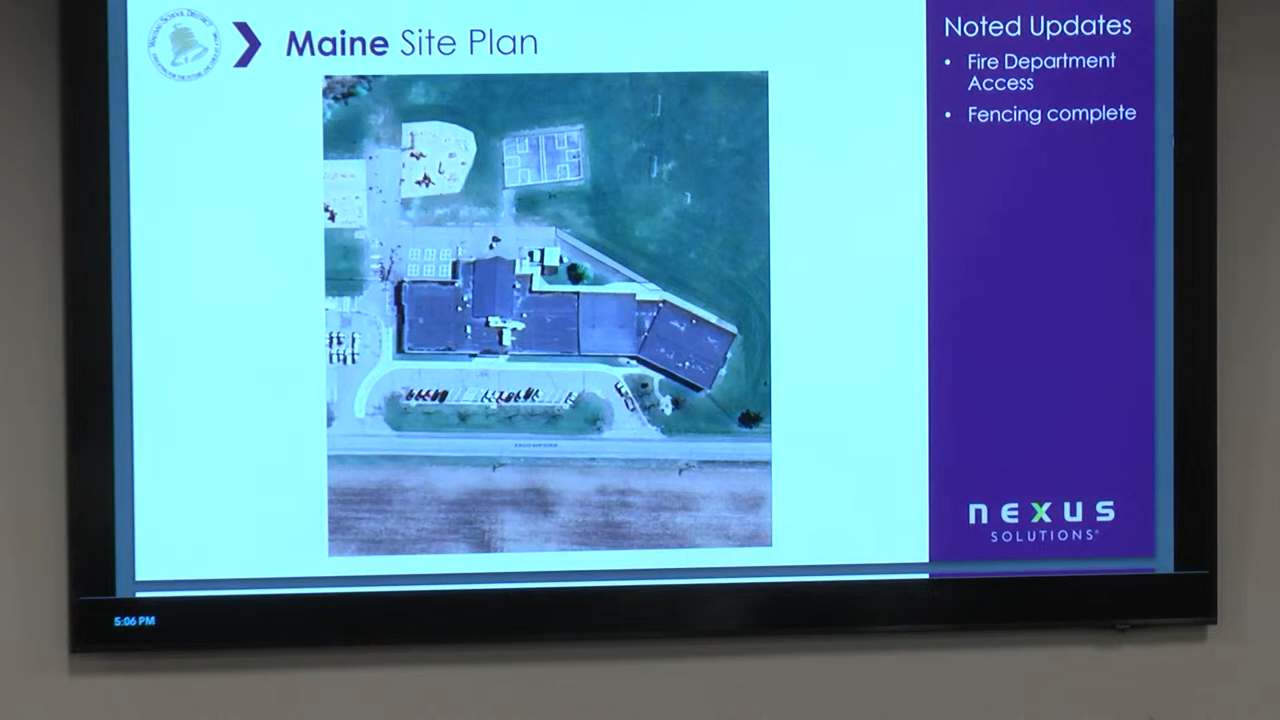 Maine Site Plan
Noted Updates
• Fire Department
Access
• Fencing complete
NEXUS
SOLUTIONS
5:06 PM